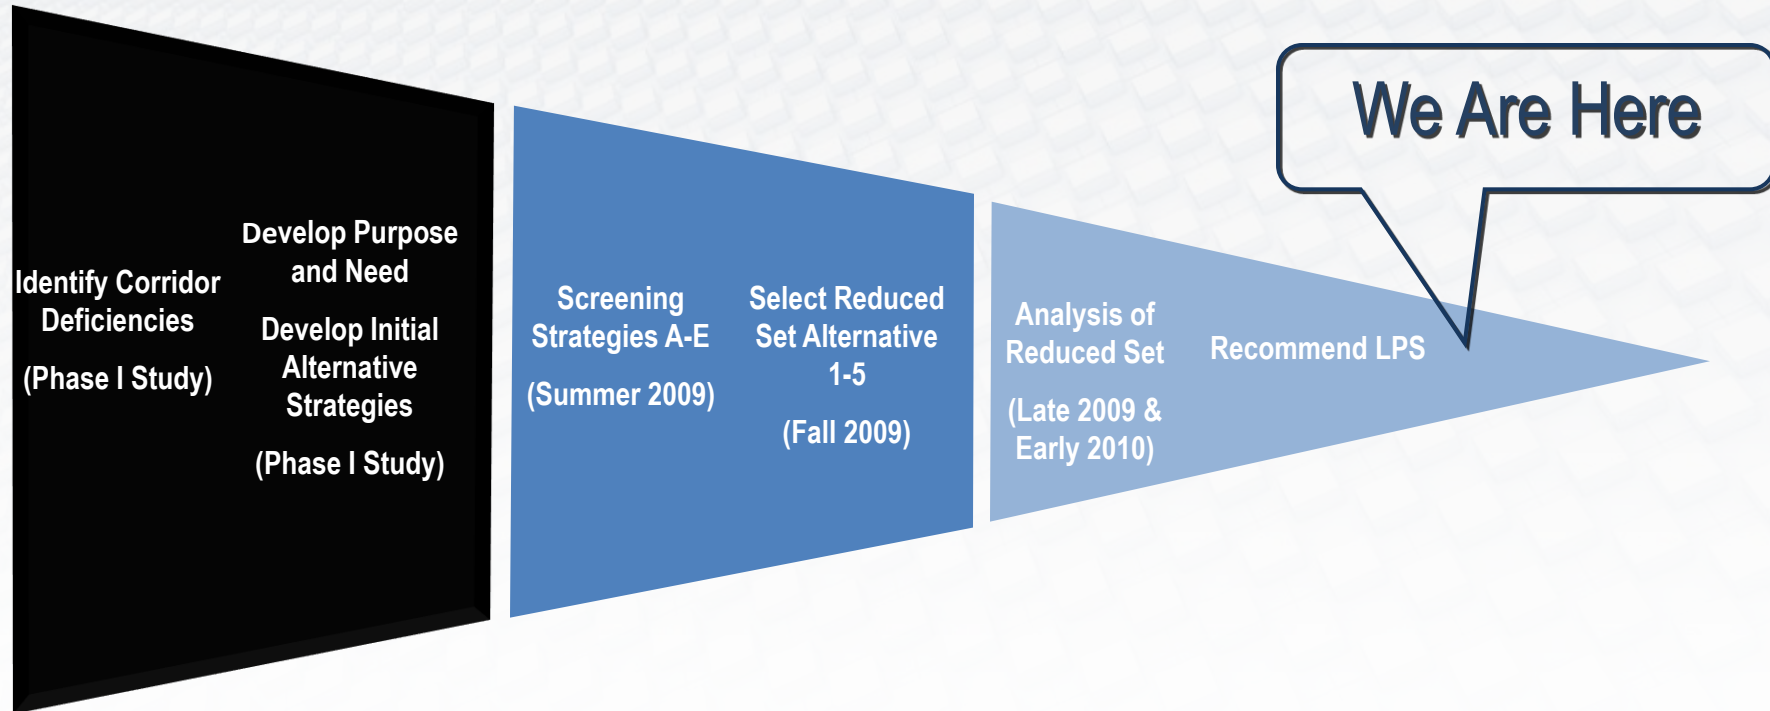 We Are Here
Identify Corridor
Deficiencies
(Phase I Study)
Develop Purpose
and Need
Develop Initial
Alternative
Strategies
(Phase I Study)
Screening
Strategies A-E
(Summer 2009)
Select Reduced
Set Alternative
1-5
(Fall 2009)
Analysis of
Reduced Set
(Late 2009 &
Early 2010)
Recommend LPS